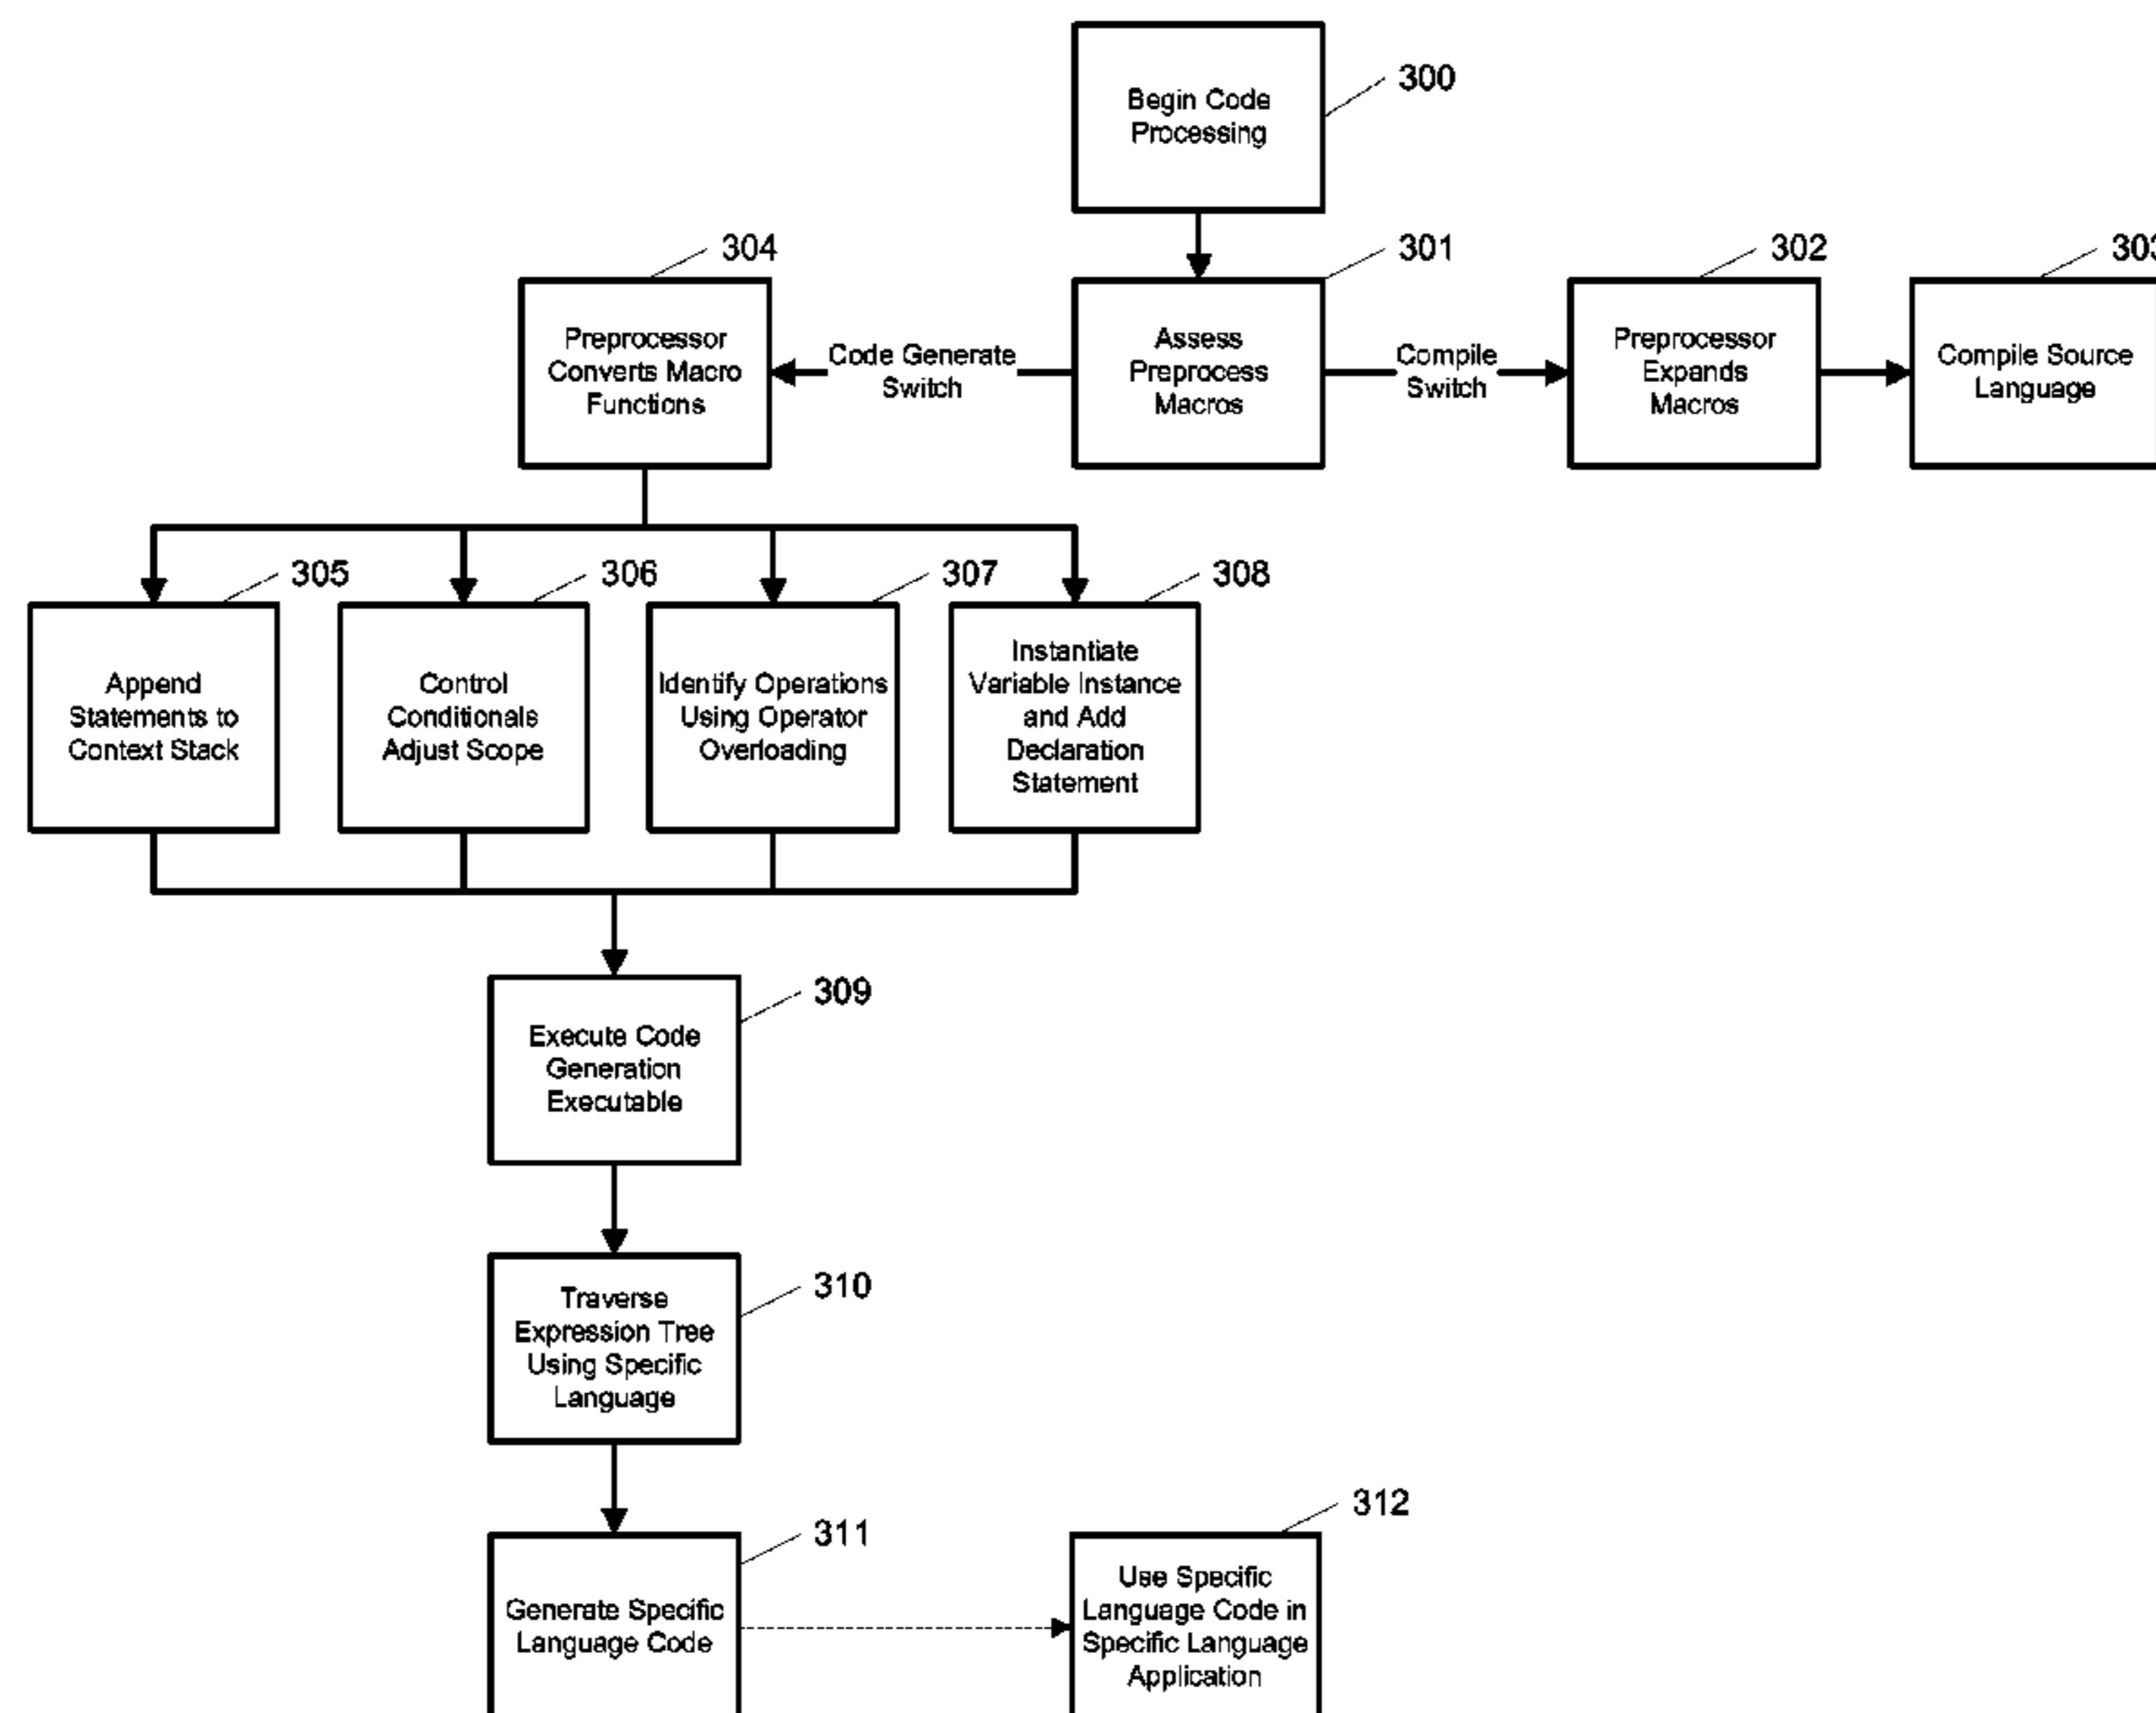 Begin Code
Processing
300
304
301
302
303
Preprocessor
Converts Macro
Functions
Code Generate
Switch
Assess
Preprocess
Macros
Compile
Switch
Preprocessor
Expands
Macros
Compile Source
Language
305
306
307
308
Append
Statements to
Context Stack
Control
Conditionals
Adjust Scope
Identify Operations
Using Operator
Overloading
Instantiate
Variable Instance
and Add
Declaration
Statement
309
Execute Code
Generation
Executable
310
Traverse
Expression Tree
Using Specific
Language
311
312
Generate Specific
Language Code
Use Specific
Language Code in
Specific Language
Application